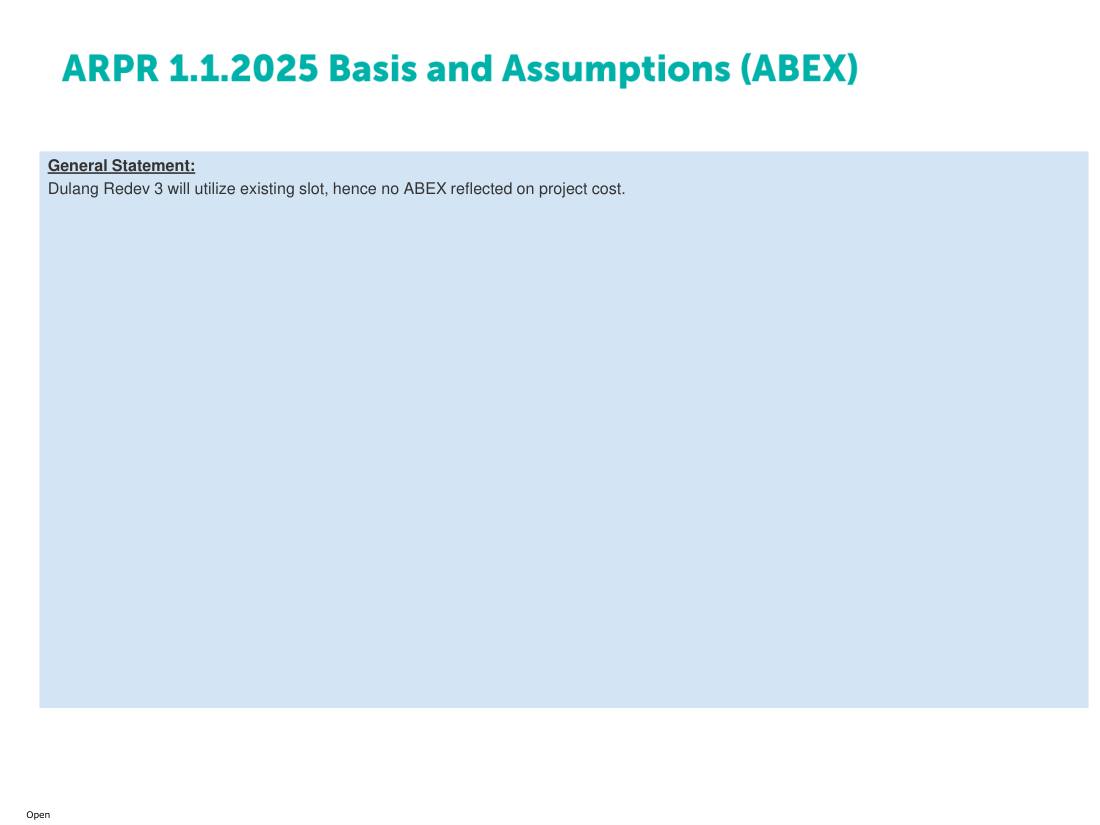 ARPR 1.1.2025 Basis and Assumptions (ABEX)
General Statement:
Dulang Redev 3 will utilize existing slot, hence no ABEX reflected on project cost.
Open